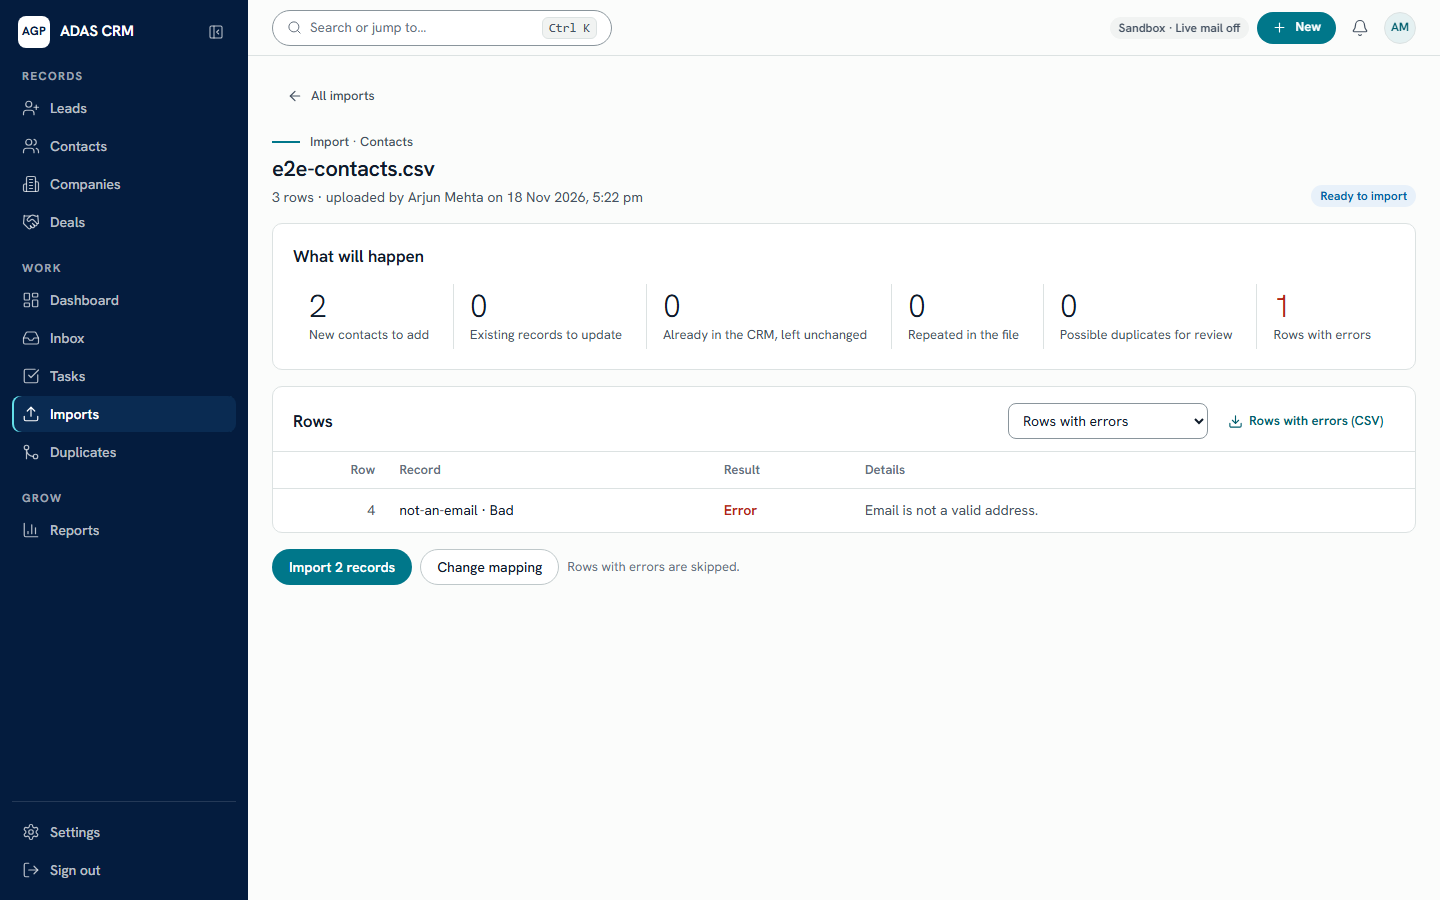 AGP ADAS CRM
RECORDS
Leads
Contacts
Companies
Deals
WORK
Dashboard
Inbox
Tasks
Imports
Duplicates
GROW
Reports
Settings
Sign out
Search or jump to... Ctrl K
Sandbox · Live mail off
New
AM
All imports
Import · Contacts
e2e-contacts.csv
3 rows · uploaded by Arjun Mehta on 18 Nov 2026, 5:22 pm
Ready to import
What will happen
2
New contacts to add
0
Existing records to update
0
Already in the CRM, left unchanged
0
Repeated in the file
0
Possible duplicates for review
1
Rows with errors
Rows
Rows with errors
Rows with errors (CSV)
Row Record Result Details
4 not-an-email · Bad Error Email is not a valid address.
Import 2 records
Change mapping
Rows with errors are skipped.